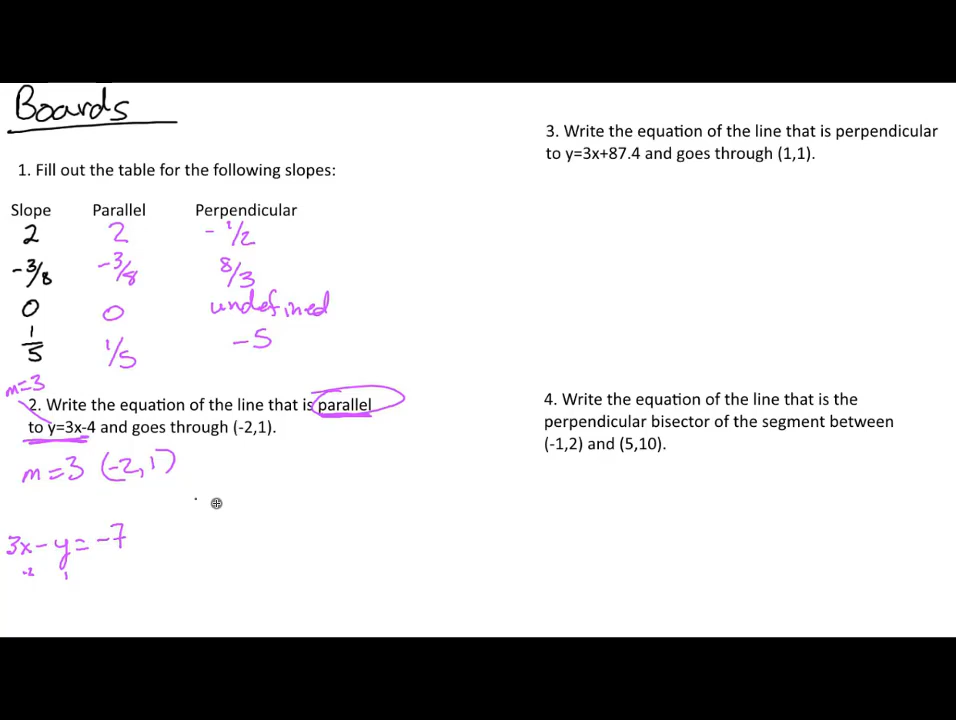 Boards
1. Fill out the table for the following slopes:
Slope Parallel Perpendicular
2 2 -1/2
-3/8 -3/8 8/3
0 0 undefined
1/5 1/5 -5
m=3
2. Write the equation of the line that is parallel
to y=3x-4 and goes through (-2,1).
m=3 (-2,1)
3x-y=-7
-2 1
3. Write the equation of the line that is perpendicular
to y=3x+87.4 and goes through (1,1).
4. Write the equation of the line that is the
perpendicular bisector of the segment between
(-1,2) and (5,10).